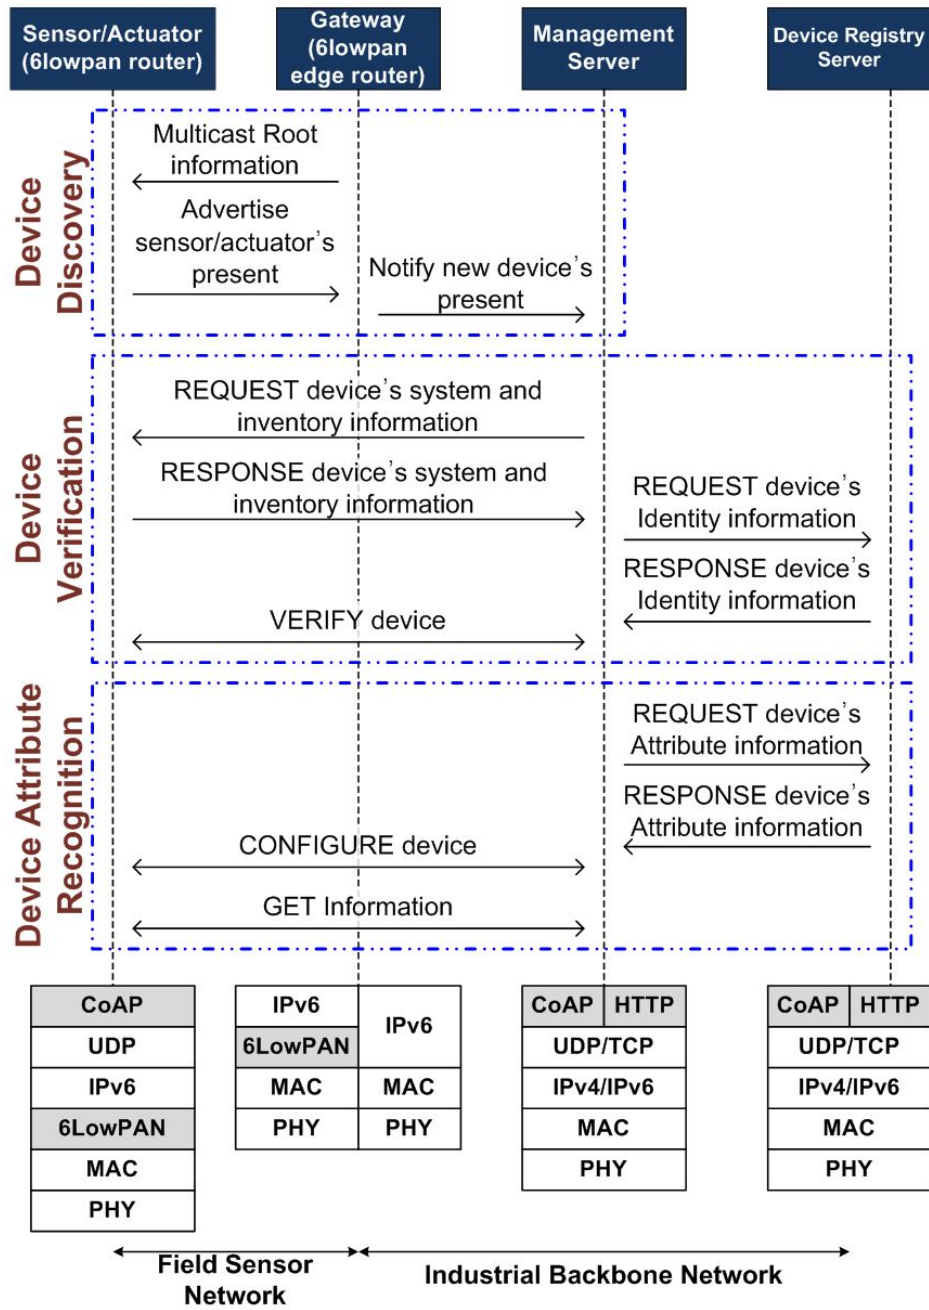 Sensor/Actuator
(6lowpan router)
Gateway
(6lowpan
edge router)
Management
Server
Device Registry
Server
Device
Discovery
Multicast Root
information
Advertise
sensor/actuator's
present
Notify new device's
present
Device
Verification
REQUEST device's system and
inventory information
RESPONSE device's system and
inventory information
REQUEST device's
Identity information
RESPONSE device's
Identity information
VERIFY device
Device Attribute
Recognition
REQUEST device's
Attribute information
RESPONSE device's
Attribute information
CONFIGURE device
GET Information
CoAP
UDP
IPv6
6LowPAN
MAC
PHY
IPv6
6LowPAN
MAC
PHY
IPv6
MAC
PHY
CoAP HTTP
UDP/TCP
IPv4/IPv6
MAC
PHY
CoAP HTTP
UDP/TCP
IPv4/IPv6
MAC
PHY
Field Sensor
Network
Industrial Backbone Network